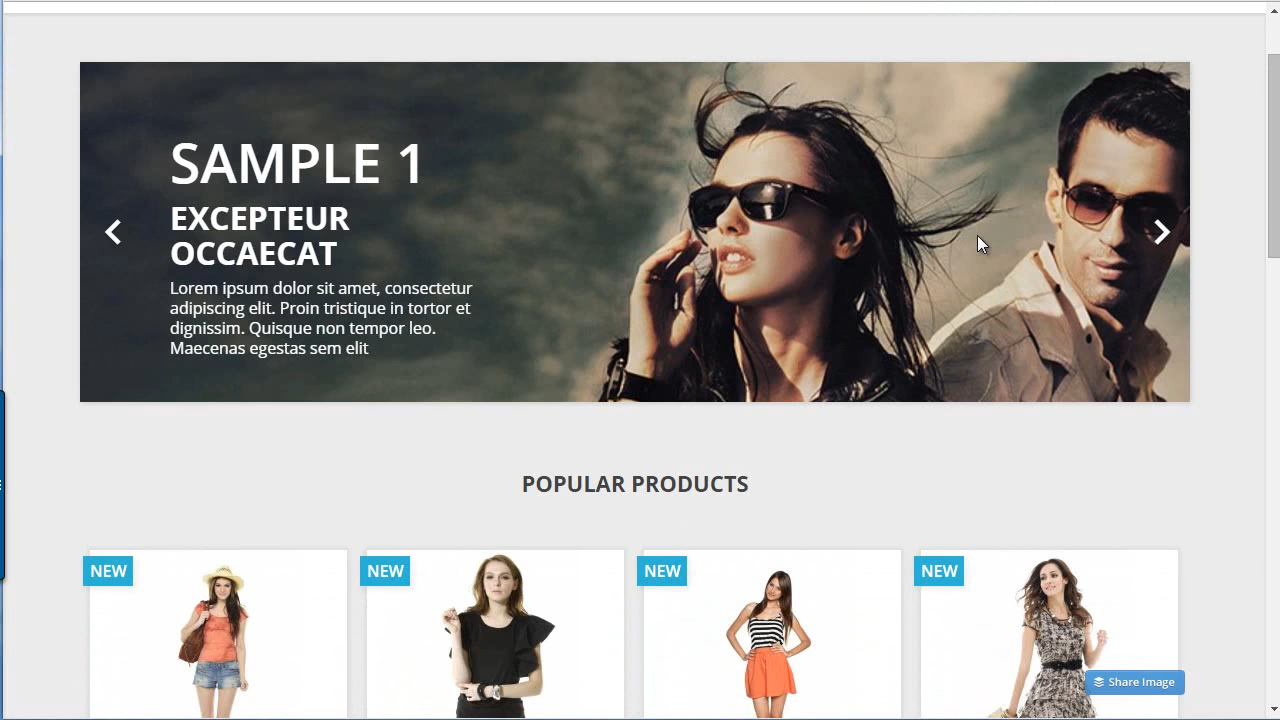 SAMPLE 1
EXCEPTEUR
OCCAECAT
Lorem ipsum dolor sit amet, consectetur
adipiscing elit. Proin tristique in tortor et
dignissim. Quisque non tempor leo.
Maecenas egestas sem elit
POPULAR PRODUCTS
NEW
NEW
NEW
NEW
Share Image